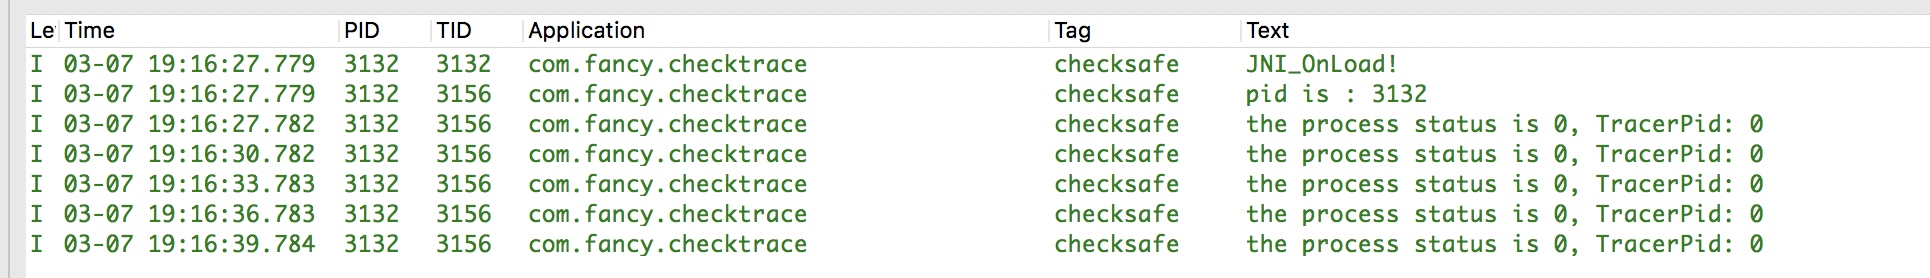 Le Time PID TID Application Tag Text
I 03-07 19:16:27.779 3132 3132 com.fancy.checktrace checksafe JNI_OnLoad!
I 03-07 19:16:27.779 3132 3156 com.fancy.checktrace checksafe pid is : 3132
I 03-07 19:16:27.782 3132 3156 com.fancy.checktrace checksafe the process status is 0, TracerPid: 0
I 03-07 19:16:30.782 3132 3156 com.fancy.checktrace checksafe the process status is 0, TracerPid: 0
I 03-07 19:16:33.783 3132 3156 com.fancy.checktrace checksafe the process status is 0, TracerPid: 0
I 03-07 19:16:36.783 3132 3156 com.fancy.checktrace checksafe the process status is 0, TracerPid: 0
I 03-07 19:16:39.784 3132 3156 com.fancy.checktrace checksafe the process status is 0, TracerPid: 0